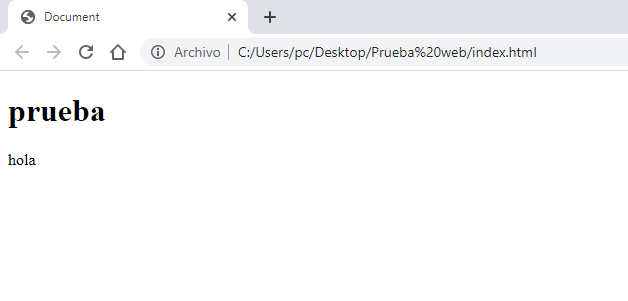 Document
Archivo | C:/Users/pc/Desktop/Prueba%20web/index.html
prueba
hola